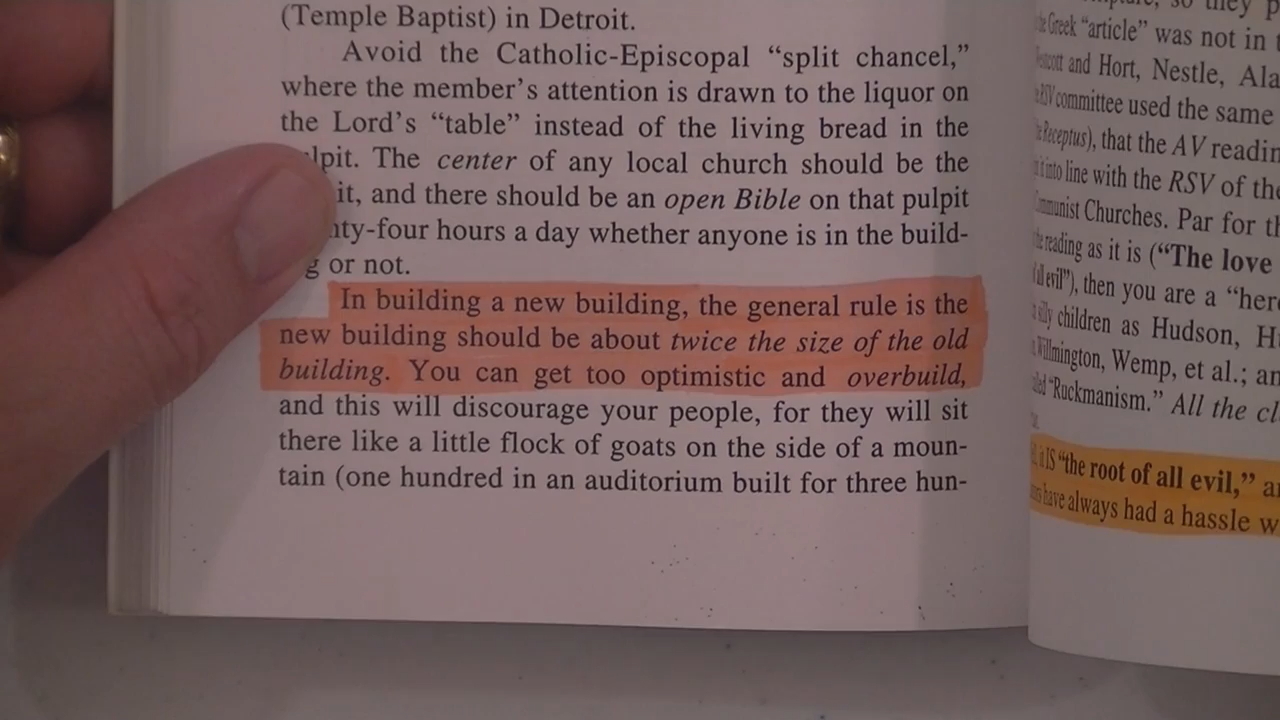 (Temple Baptist) in Detroit.
Avoid the Catholic-Episcopal “split chancel,”
where the member’s attention is drawn to the liquor on
the Lord’s “table” instead of the living bread in the
lpit. The center of any local church should be the
it, and there should be an open Bible on that pulpit
ty-four hours a day whether anyone is in the build-
g or not.
In building a new building, the general rule is the
new building should be about twice the size of the old
building. You can get too optimistic and overbuild,
and this will discourage your people, for they will sit
there like a little flock of goats on the side of a moun-
tain (one hundred in an auditorium built for three hun-
so they p
Greek “article” was not in
and Hort, Nestle, Ala
RSV committee used the same
Receptus), that the AV readin
into line with the RSV of the
Churches. Par for th
reading as it is (“The love
evil”), then you are a “her
silly children as Hudson, H
Willmington, Wemp, et al.; an
“Ruckmanism.” All the cl
it IS “the root of all evil,” a
have always had a hassle w